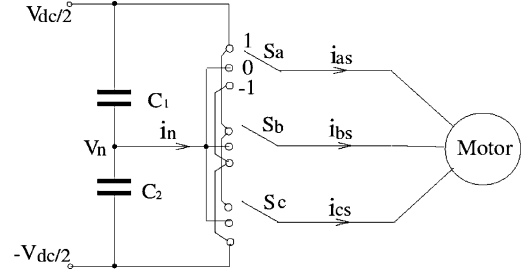 Vdc/2
1
Sa
ias
0
-1
C1
Vn
in
Sb
ibs
Motor
C2
Sc
ics
-Vdc/2